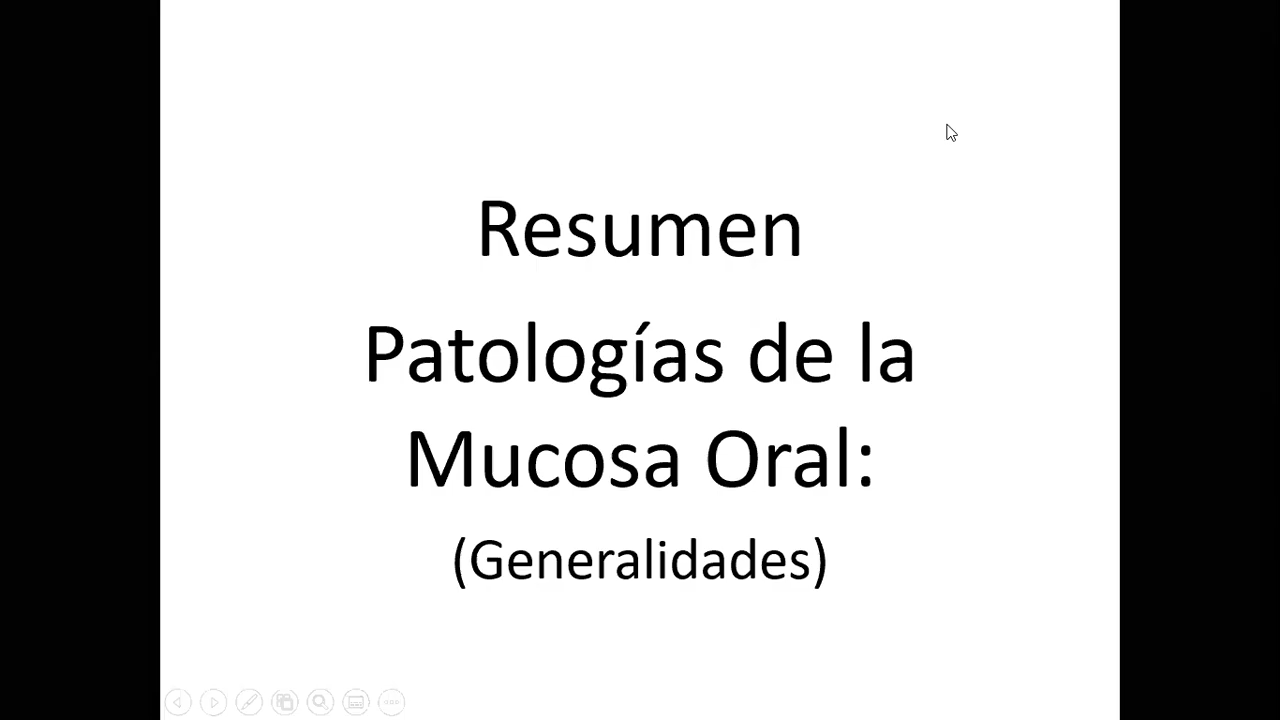 Resumen
Patologías de la
Mucosa Oral:
(Generalidades)